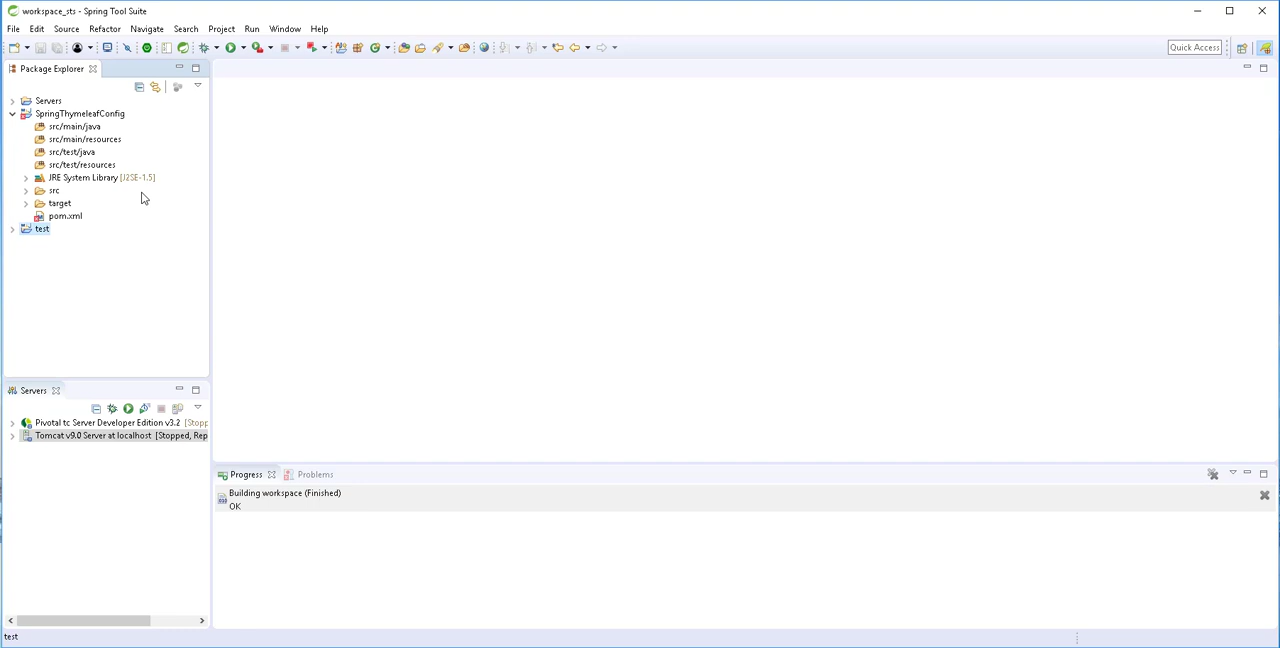 workspace_sts - Spring Tool Suite
File Edit Source Refactor Navigate Search Project Run Window Help
Quick Access
Package Explorer
Servers
SpringThymeleafConfig
src/main/java
src/main/resources
src/test/java
src/test/resources
JRE System Library [J2SE-1.5]
src
target
pom.xml
test
Servers
Pivotal tc Server Developer Edition v3.2 [Stopp
Tomcat v9.0 Server at localhost [Stopped, Rep
Progress Problems
Building workspace (Finished)
OK
test